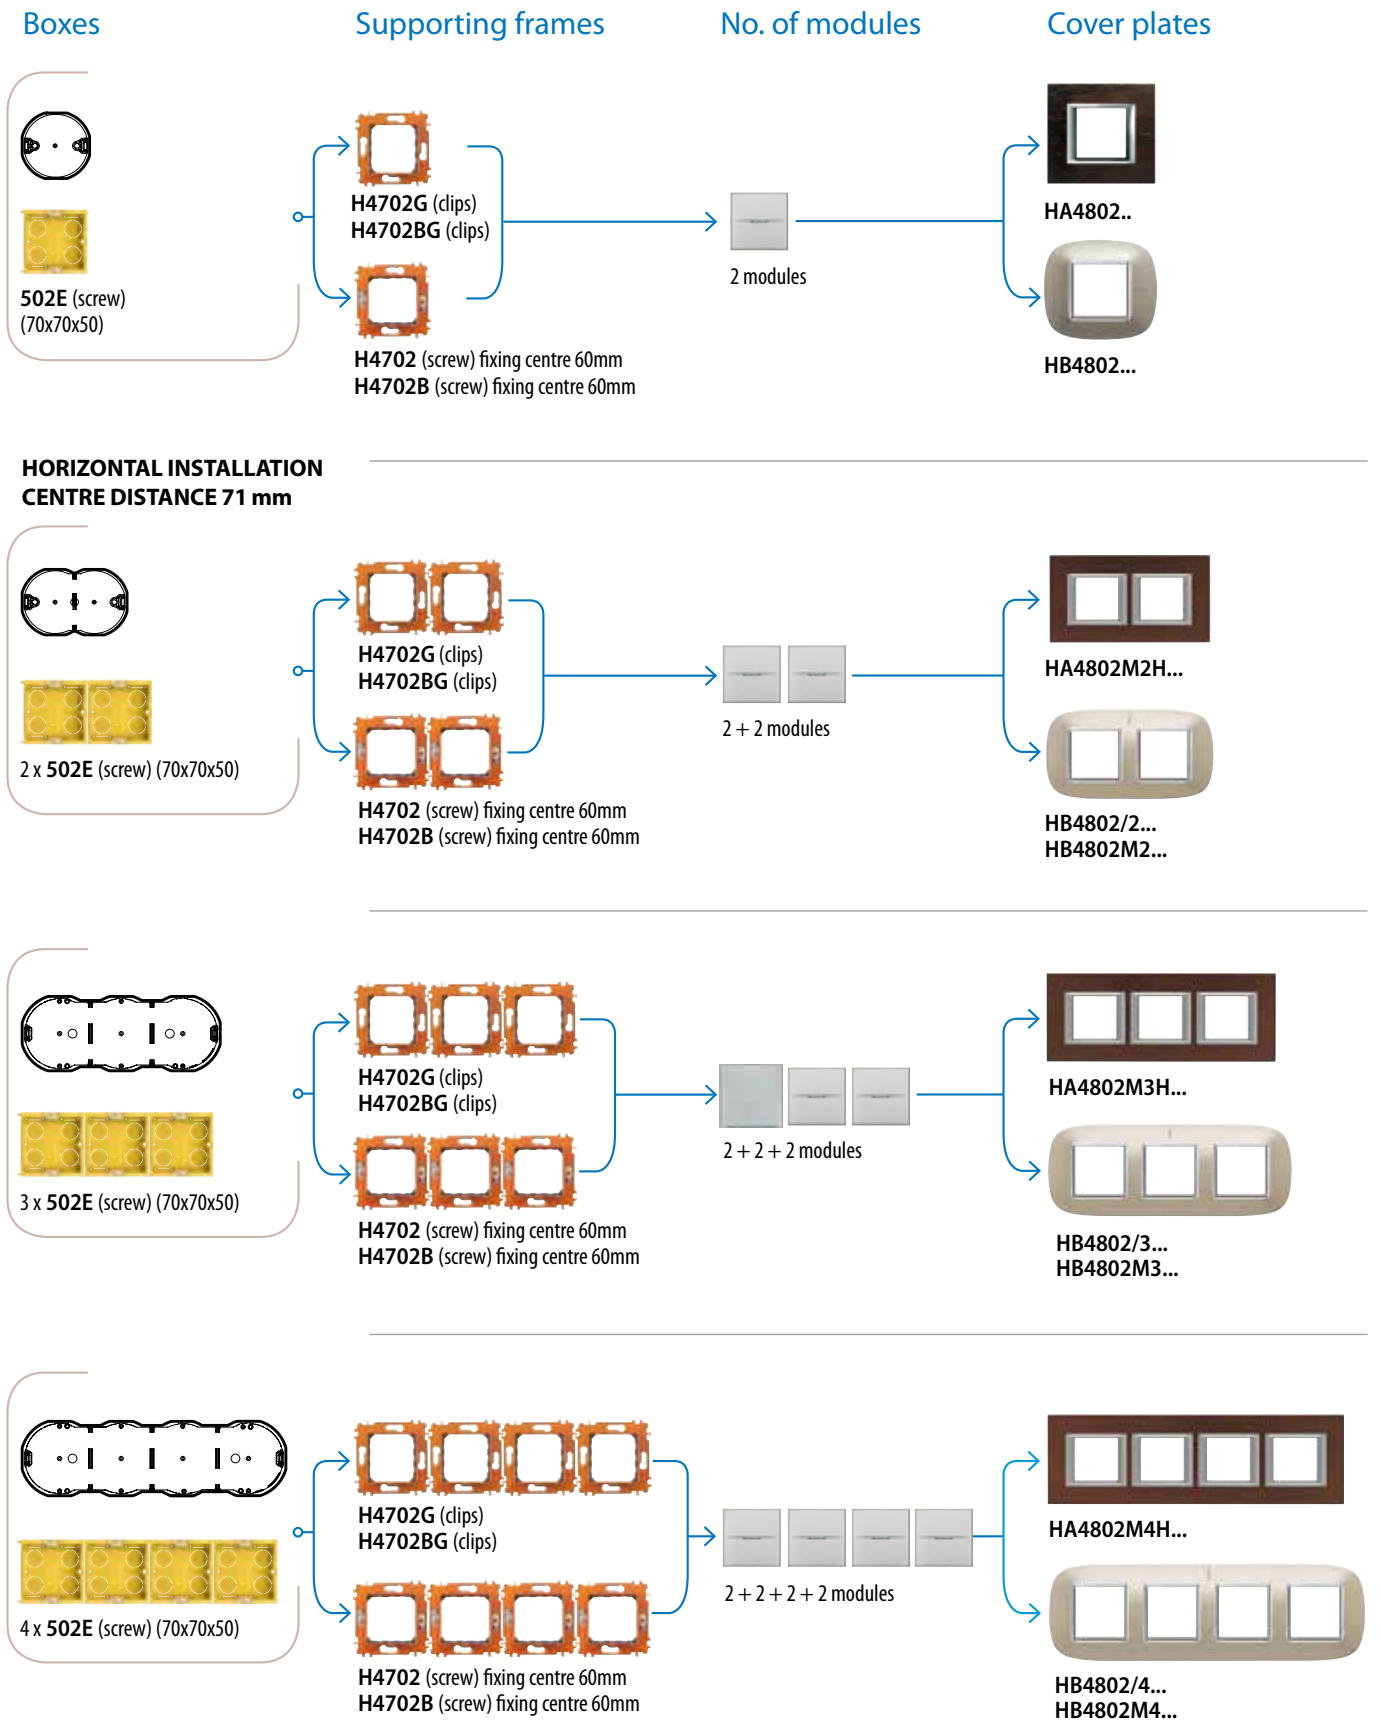 Boxes
Supporting frames
No. of modules
Cover plates
502E (screw)
(70x70x50)
H4702G (clips)
H4702BG (clips)
H4702 (screw) fixing centre 60mm
H4702B (screw) fixing centre 60mm
2 modules
HA4802..
HB4802...
HORIZONTAL INSTALLATION
CENTRE DISTANCE 71 mm
2 x 502E (screw) (70x70x50)
H4702G (clips)
H4702BG (clips)
H4702 (screw) fixing centre 60mm
H4702B (screw) fixing centre 60mm
2 + 2 modules
HA4802M2H...
HB4802/2...
HB4802M2...
3 x 502E (screw) (70x70x50)
H4702G (clips)
H4702BG (clips)
H4702 (screw) fixing centre 60mm
H4702B (screw) fixing centre 60mm
2 + 2 + 2 modules
HA4802M3H...
HB4802/3...
HB4802M3...
4 x 502E (screw) (70x70x50)
H4702G (clips)
H4702BG (clips)
H4702 (screw) fixing centre 60mm
H4702B (screw) fixing centre 60mm
2 + 2 + 2 + 2 modules
HA4802M4H...
HB4802/4...
HB4802M4...